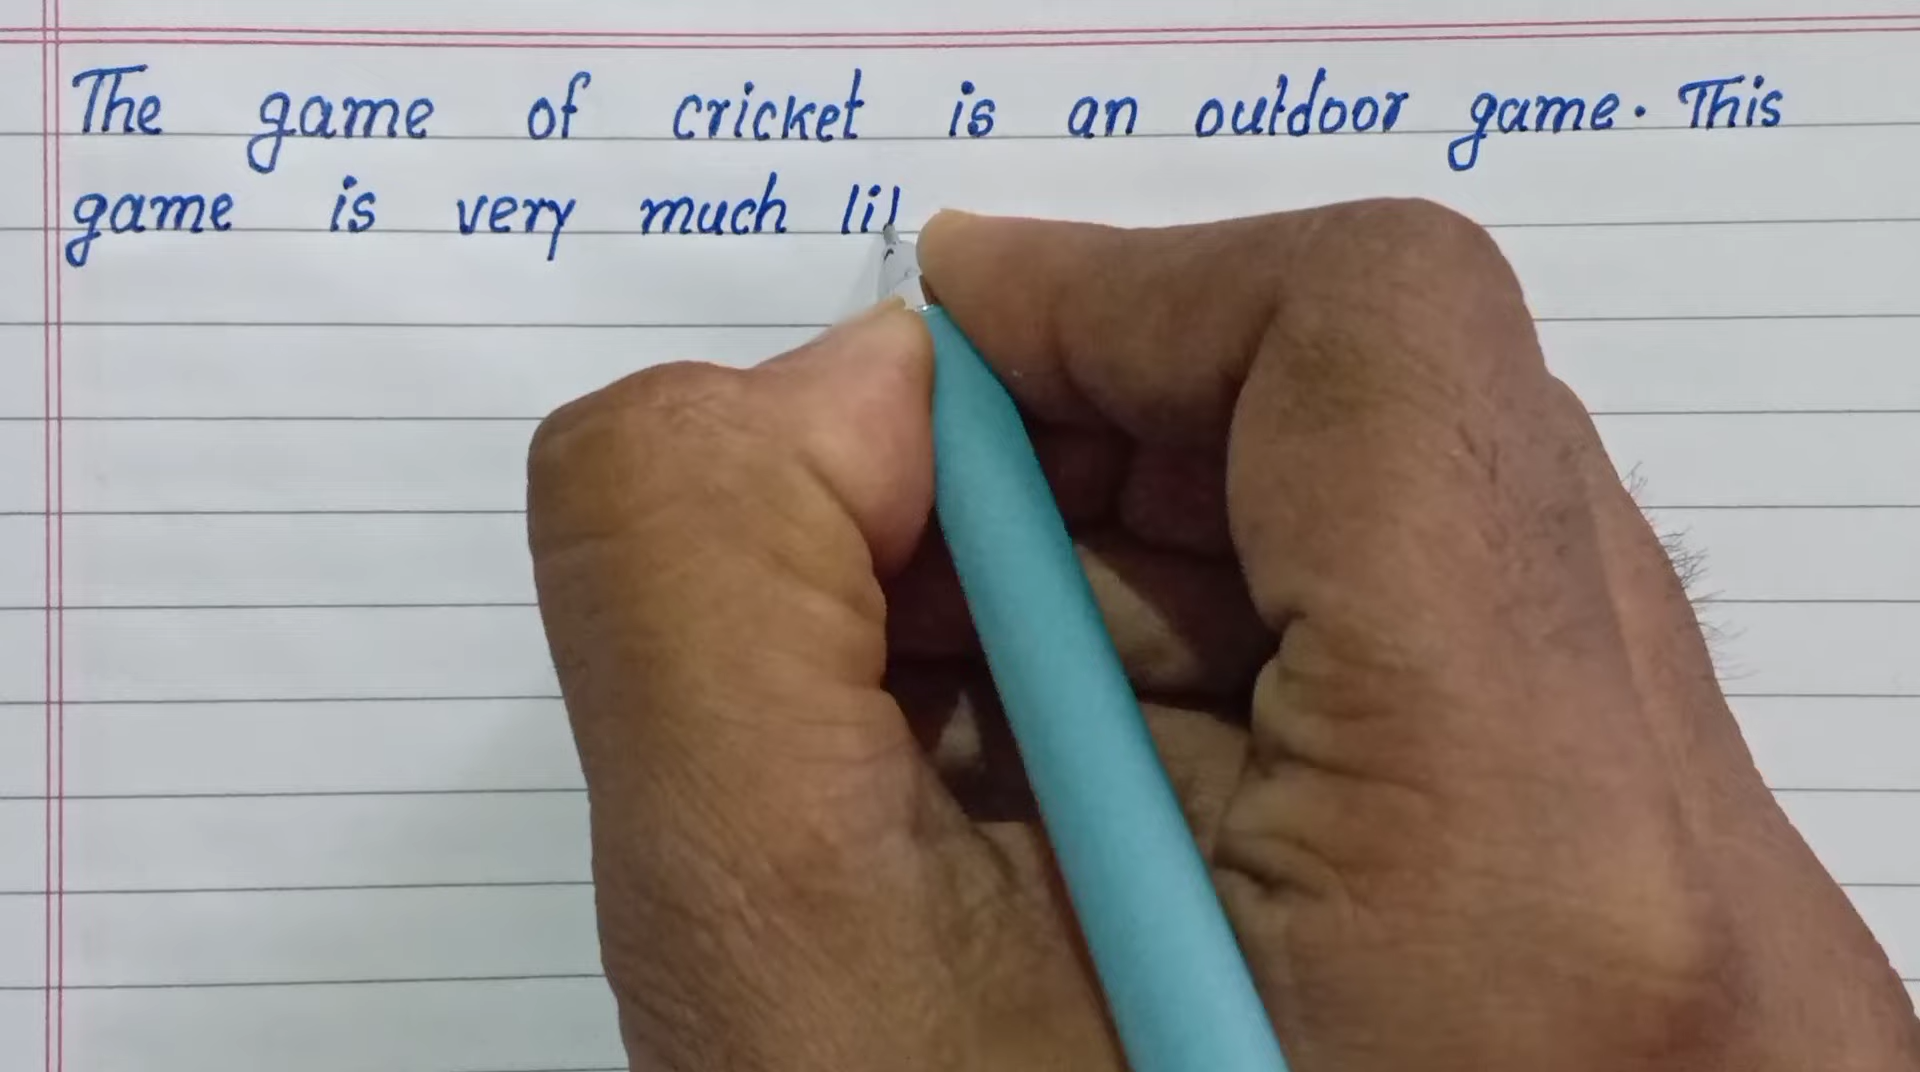 The game of cricket is an outdoor game. This
game is very much